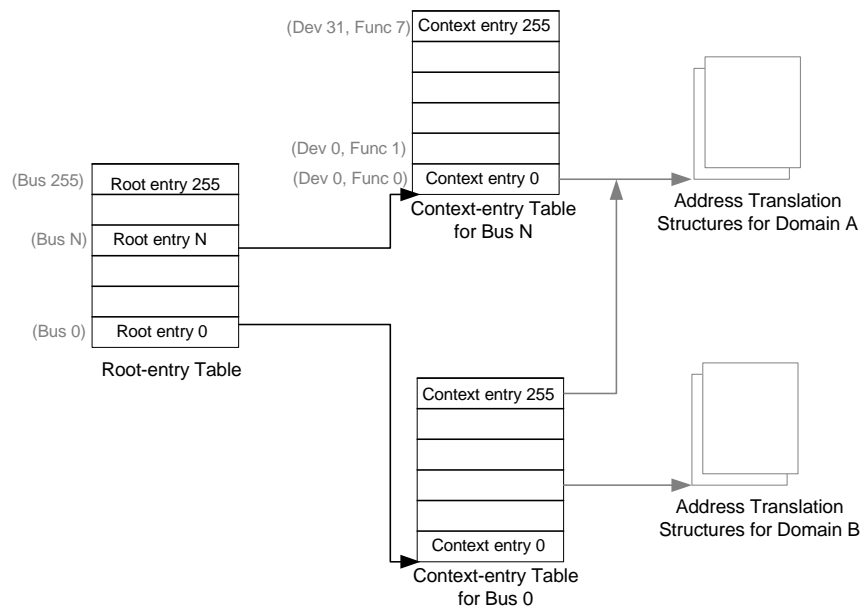 (Dev 31, Func 7)
Context entry 255
(Dev 0, Func 1)
(Dev 0, Func 0)
Context entry 0
Context-entry Table
for Bus N
Address Translation
Structures for Domain A
(Bus 255)
Root entry 255
(Bus N)
Root entry N
(Bus 0)
Root entry 0
Root-entry Table
Context entry 255
Context entry 0
Context-entry Table
for Bus 0
Address Translation
Structures for Domain B